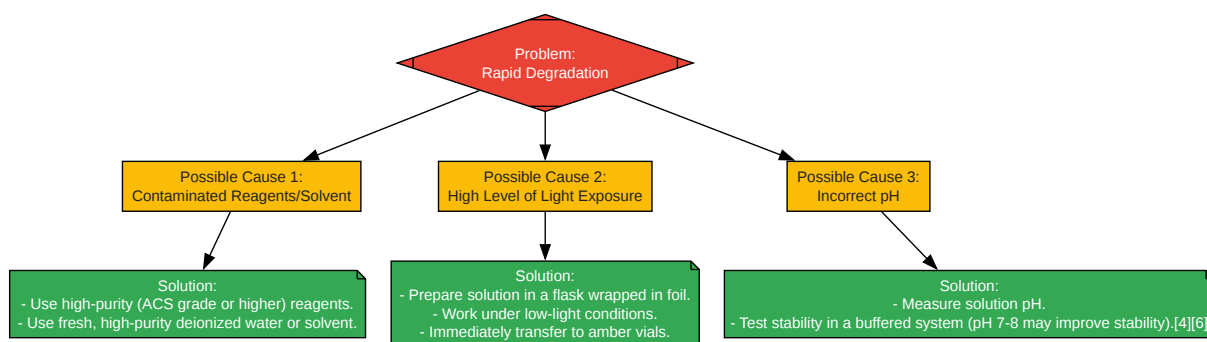 Problem:
Rapid Degradation
Possible Cause 1:
Contaminated Reagents/Solvent
Possible Cause 2:
High Level of Light Exposure
Possible Cause 3:
Incorrect pH
Solution:
- Use high-purity (ACS grade or higher) reagents.
- Use fresh, high-purity deionized water or solvent.
Solution:
- Prepare solution in a flask wrapped in foil.
- Work under low-light conditions.
- Immediately transfer to amber vials.
Solution:
- Measure solution pH.
- Test stability in a buffered system (pH 7-8 may improve stability).[4][6]